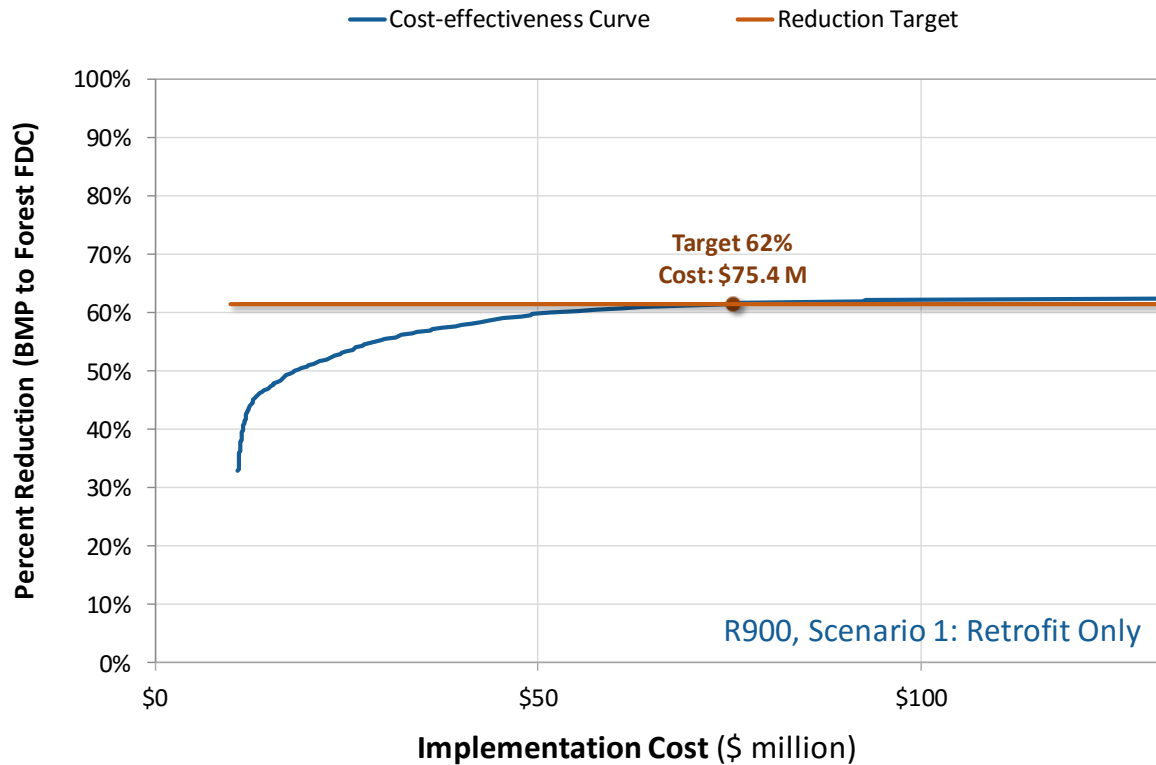 Cost-effectiveness Curve
Reduction Target
Percent Reduction (BMP to Forest FDC)
100%
90%
80%
70%
60%
50%
40%
30%
20%
10%
0%
Target 62%
Cost: $75.4 M
R900, Scenario 1: Retrofit Only
$0
$50
$100
Implementation Cost ($ million)